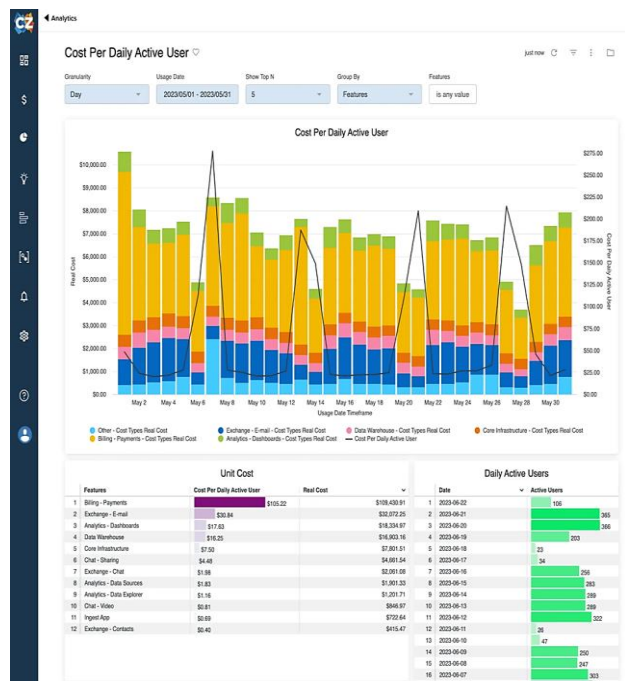 CZ
Analytics
Cost Per Daily Active User
just now
Granularity
Usage Date
Show Top N
Group By
Features
Day
2023/05/01 - 2023/05/31
5
Features
is any value
Cost Per Daily Active User
$10,000.00
$9,000.00
$8,000.00
$7,000.00
$6,000.00
$5,000.00
$4,000.00
$3,000.00
$2,000.00
$1,000.00
$0.00
Real Cost
$275.00
$250.00
$225.00
$200.00
$175.00
$150.00
$125.00
$100.00
$75.00
$50.00
$25.00
$0.00
Cost Per Daily Active User
May 2 May 4 May 6 May 8 May 10 May 12 May 14 May 16 May 18 May 20 May 22 May 24 May 26 May 28 May 30
Usage Date Timeframe
Other - Cost Types Real Cost
Exchange - E-mail - Cost Types Real Cost
Data Warehouse - Cost Types Real Cost
Core Infrastructure - Cost Types Real Cost
Billing - Payments - Cost Types Real Cost
Analytics - Dashboards - Cost Types Real Cost
Cost Per Daily Active User
Unit Cost
Features Cost Per Daily Active User Real Cost
1 Billing - Payments $105.22 $109,430.91
2 Exchange - E-mail $30.84 $32,072.25
3 Analytics - Dashboards $17.63 $18,334.97
4 Data Warehouse $16.25 $16,903.16
5 Core Infrastructure $7.50 $7,801.51
6 Chat - Sharing $4.48 $4,661.54
7 Exchange - Chat $1.98 $2,061.08
8 Analytics - Data Sources $1.83 $1,901.33
9 Analytics - Data Explorer $1.16 $1,201.71
10 Chat - Video $0.81 $846.97
11 Ingest App $0.69 $722.64
12 Exchange - Contacts $0.40 $415.47
Daily Active Users
Date Active Users
1 2023-06-22 106
2 2023-06-21 365
3 2023-06-20 366
4 2023-06-19 203
5 2023-06-18 23
6 2023-06-17 34
7 2023-06-16 256
8 2023-06-15 283
9 2023-06-14 289
10 2023-06-13 289
11 2023-06-12 322
12 2023-06-11 26
13 2023-06-10 47
14 2023-06-09 250
15 2023-06-08 247
16 2023-06-07 303